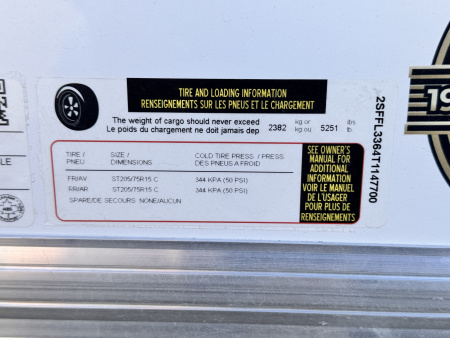 TIRE AND LOADING INFORMATION
RENSEIGNEMENTS SUR LES PNEUS ET LE CHARGEMENT
The weight of cargo should never exceed
Le poids du chargement ne doit jamais dep
2382 kg or 5251 lbs
kg ou lb.
TIRE / SIZE / COLD TIRE PRESS / PRESS
PNEU DIMENSIONS DES PNEUS A FROID
FR/AV ST205/75R15 C 344 KPA (50 PSI)
RR/AR ST205/75R15 C 344 KPA (50 PSI)
SPARE/DE SECOURS NONE/AUCUN
SEE OWNER'S
MANUAL FOR
ADDITIONAL
INFORMATION
VOIR LE MANUEL
DE L'USAGER
POUR PLUS DE
RENSEIGNEMENTS
2SFFL3364T1147700
19
LE